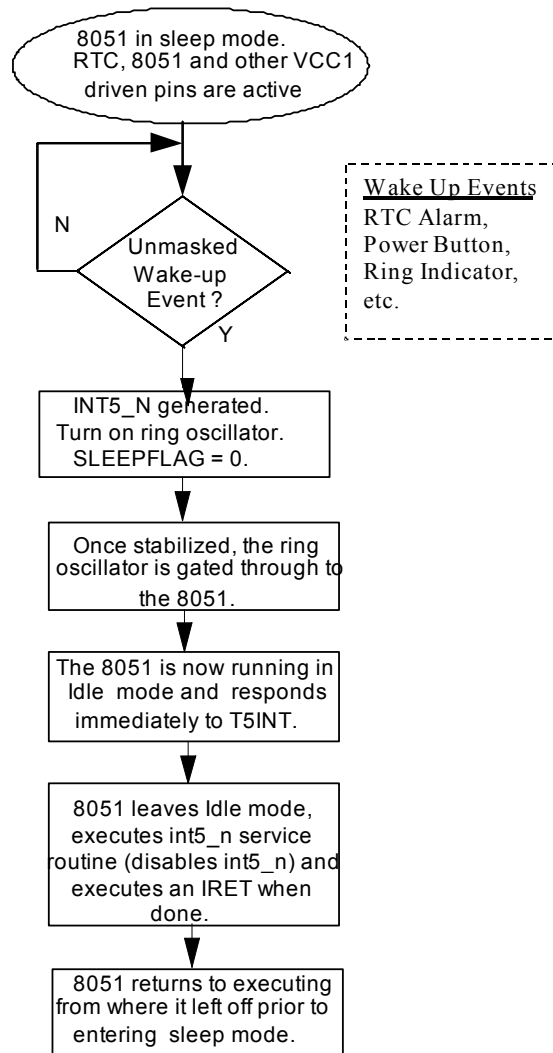 8051 in sleep mode.
RTC, 8051 and other VCC1
driven pins are active
N
Unmasked
Wake-up
Event ?
Y
Wake Up Events
RTC Alarm,
Power Button,
Ring Indicator,
etc.
INT5_N generated.
Turn on ring oscillator.
SLEEPFLAG = 0.
Once stabilized, the ring
oscillator is gated through to
the 8051.
The 8051 is now running in
Idle mode and responds
immediately to T5INT.
8051 leaves Idle mode,
executes int5_n service
routine (disables int5_n) and
executes an IRET when
done.
8051 returns to executing
from where it left off prior to
entering sleep mode.